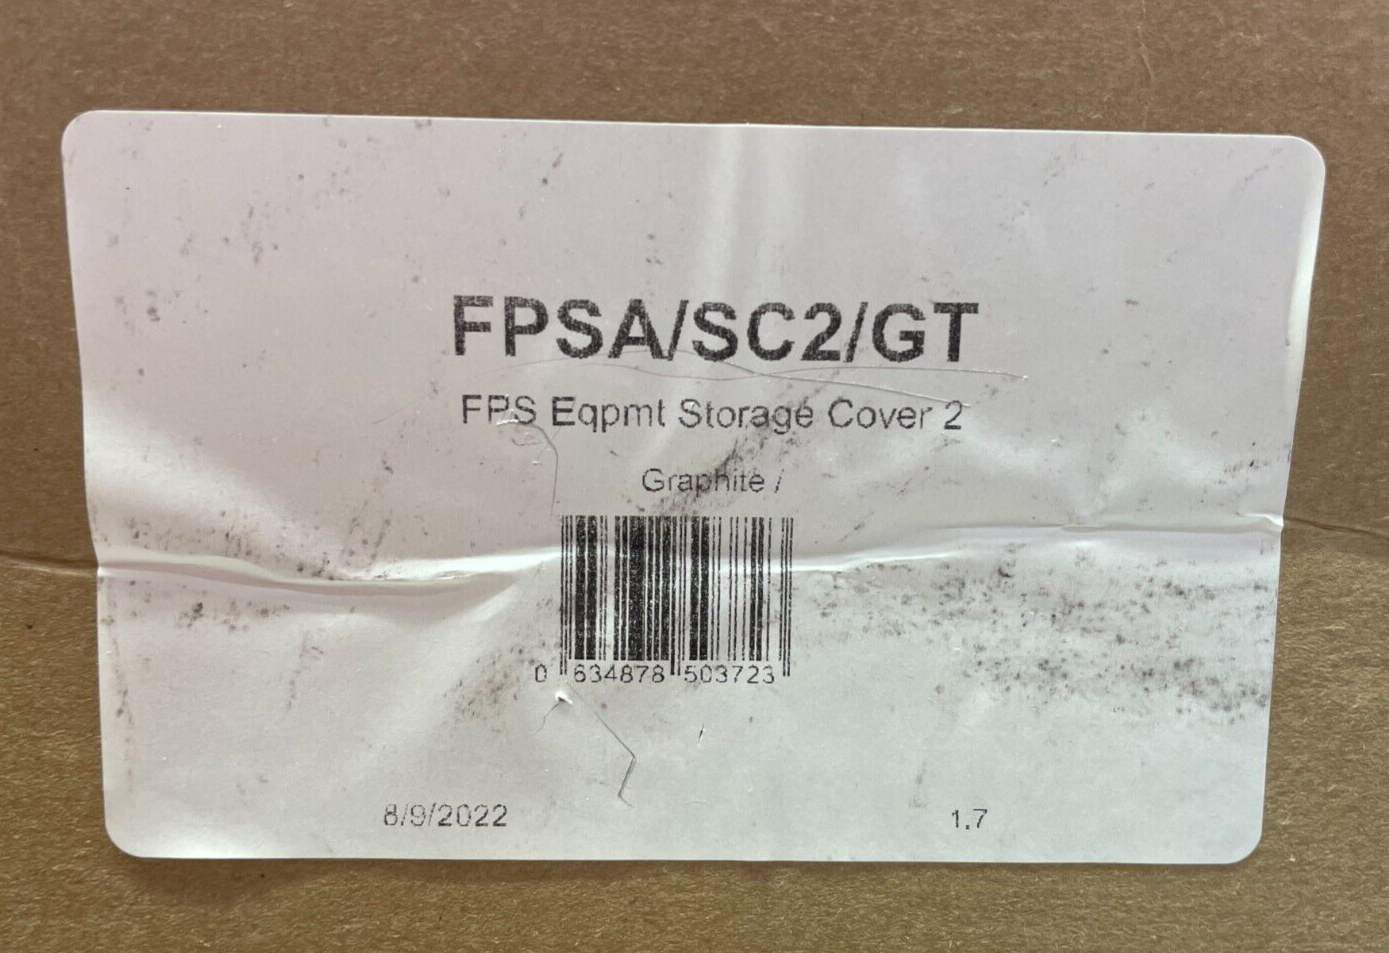 FPSA/SC2/GT
FPS Eqpmt Storage Cover 2
Graphite /
0 634878 503723
8/9/2022 1.7